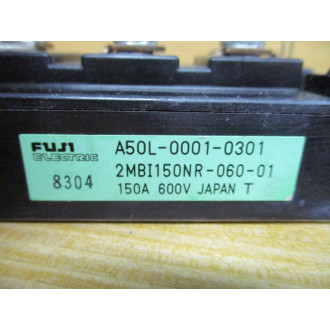 FUJI
ELECTRIC
8304
A50L-0001-0301
2MBI150NR-060-01
150A 600V JAPAN T